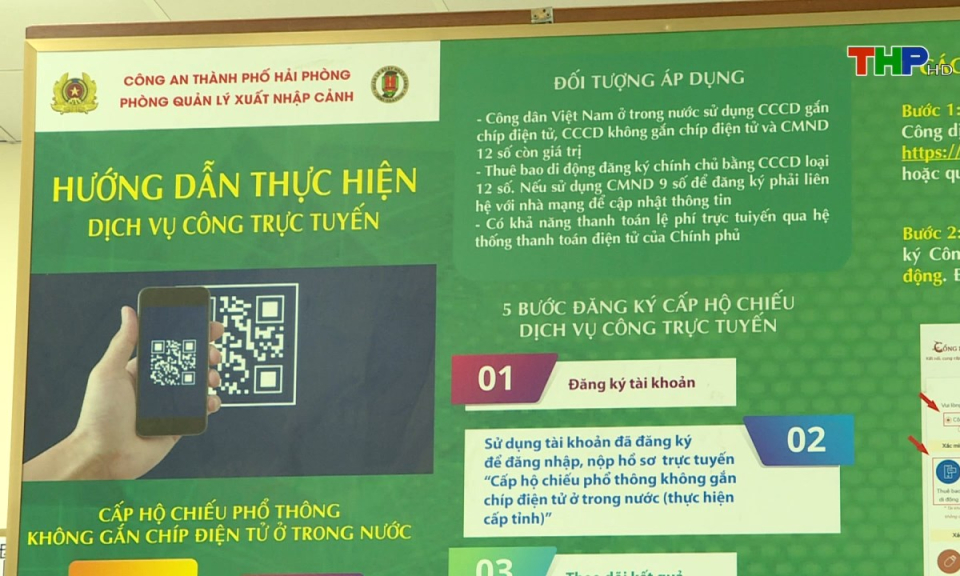 CÔNG AN THÀNH PHỐ HẢI PHÒNG
PHÒNG QUẢN LÝ XUẤT NHẬP CẢNH
HƯỚNG DẪN THỰC HIỆN
DỊCH VỤ CÔNG TRỰC TUYẾN
CẤP HỘ CHIẾU PHỔ THÔNG
KHÔNG GẮN CHÍP ĐIỆN TỬ Ở TRONG NƯỚC
ĐỐI TƯỢNG ÁP DỤNG
- Công dân Việt Nam ở trong nước sử dụng CCCD gắn
chíp điện tử, CCCD không gắn chíp điện tử và CMND
12 số còn giá trị
- Thuê bao di động đăng ký chính chủ bằng CCCD loại
12 số. Nếu sử dụng CMND 9 số để đăng ký phải liên
hệ với nhà mạng để cập nhật thông tin
- Có khả năng thanh toán lệ phí trực tuiyến qua hệ
thống thanh toán điện tử của Chính phủ
5 BƯỚC ĐĂNG KÝ CẤP HỘ CHIẾU
DỊCH VỤ CÔNG TRỰC TUYẾN
01
Đăng ký tài khoản
02
Sử dụng tài khoản đã đăng ký
để đăng nhập, nộp hồ sơ trực tuyến
"Cấp hộ chiếu phổ thông không gắn
chíp điện tử ở trong nước (thực hiện
cấp tỉnh)"
03
Theo dõi kết quả
THP HD
Bước 1:
Công
https://
hoặc
Bước 2:
ký
động.